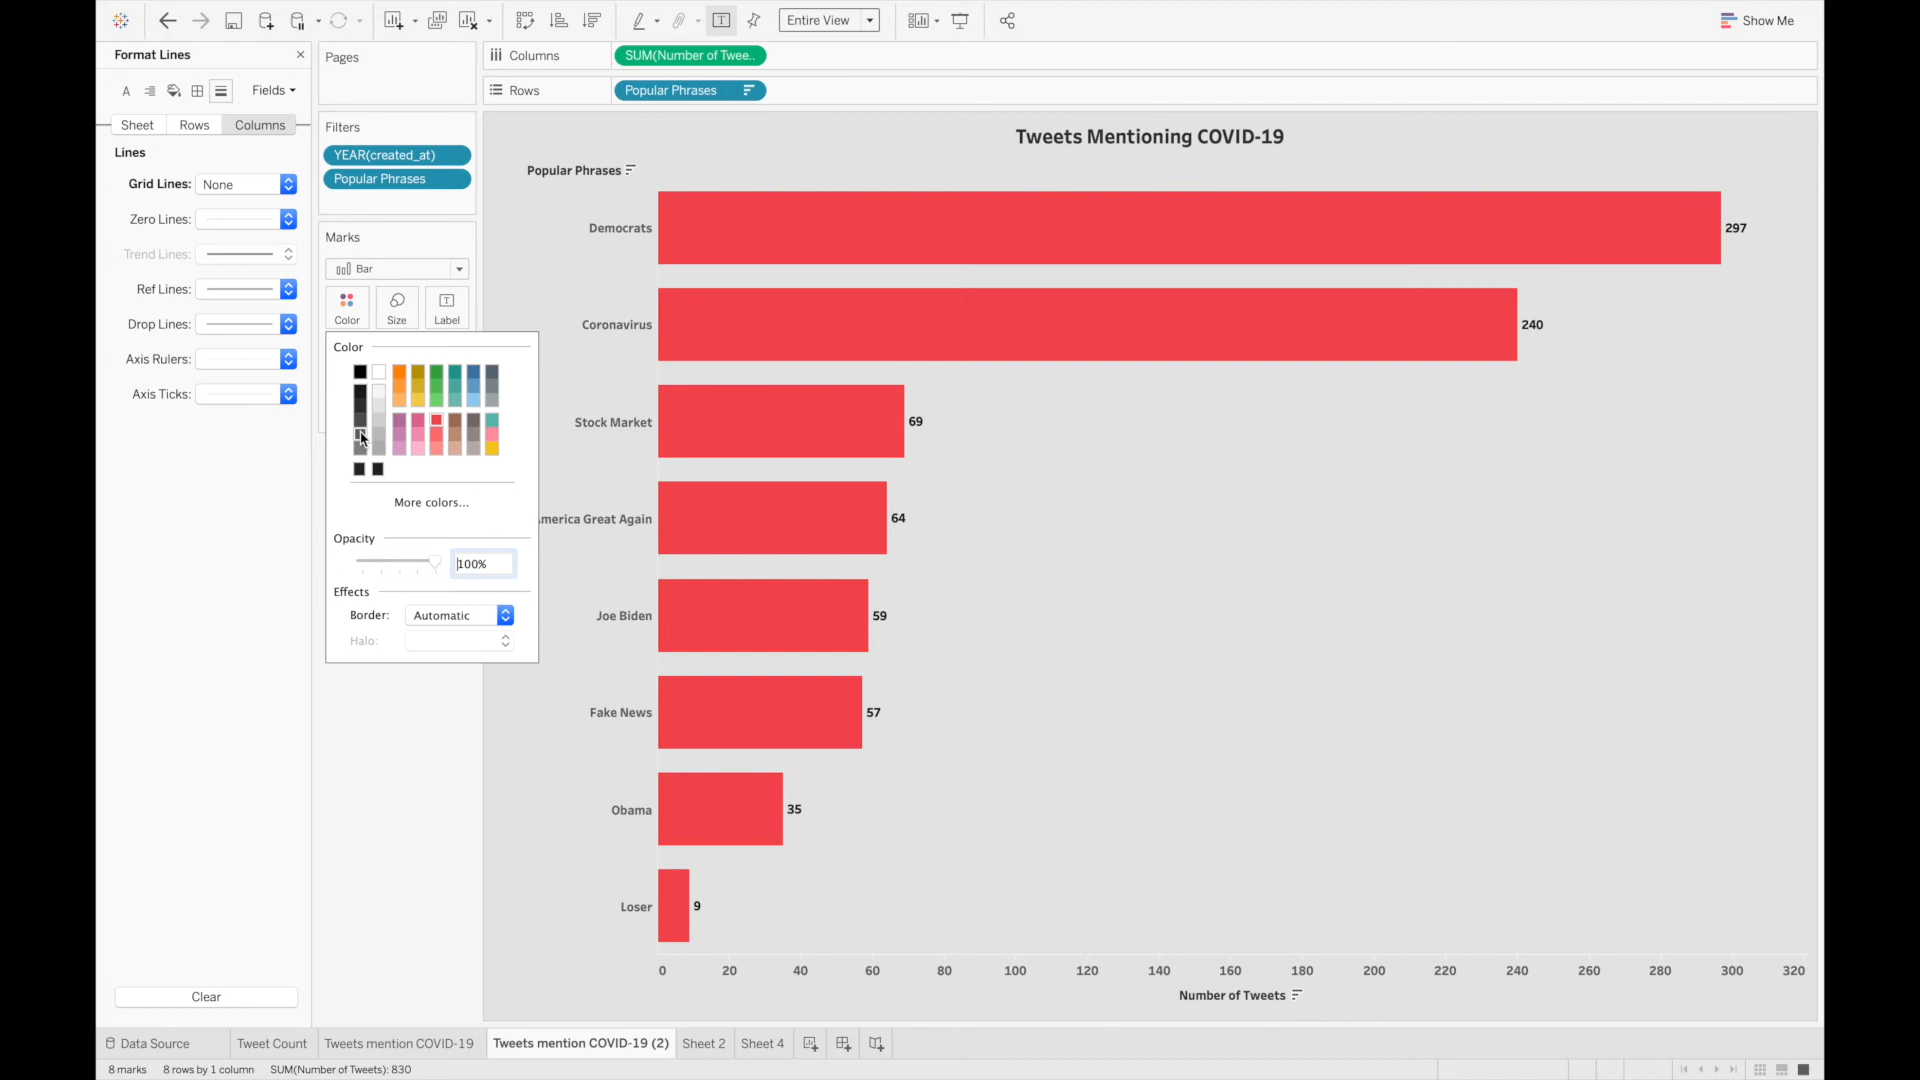 Entire View
Show Me
Format Lines
Fields
Sheet
Rows
Columns
Lines
Grid Lines:
None
Zero Lines:
Trend Lines:
Ref Lines:
Drop Lines:
Axis Rulers:
Axis Ticks:
Clear
Pages
Filters
YEAR(created_at)
Popular Phrases
Marks
Bar
Color
Size
T
Label
Color
More colors...
Opacity
100%
Effects
Border:
Automatic
Halo:
Columns
SUM(Number of Twee..
Rows
Popular Phrases
Tweets Mentioning COVID-19
Popular Phrases
Democrats
297
Coronavirus
240
Stock Market
69
America Great Again
64
Joe Biden
59
Fake News
57
Obama
35
Loser
9
0 20 40 60 80 100 120 140 160 180 200 220 240 260 280 300 320
Number of Tweets
Data Source
Tweet Count
Tweets mention COVID-19
Tweets mention COVID-19 (2)
Sheet 2
Sheet 4
8 marks
8 rows by 1 column
SUM(Number of Tweets): 830